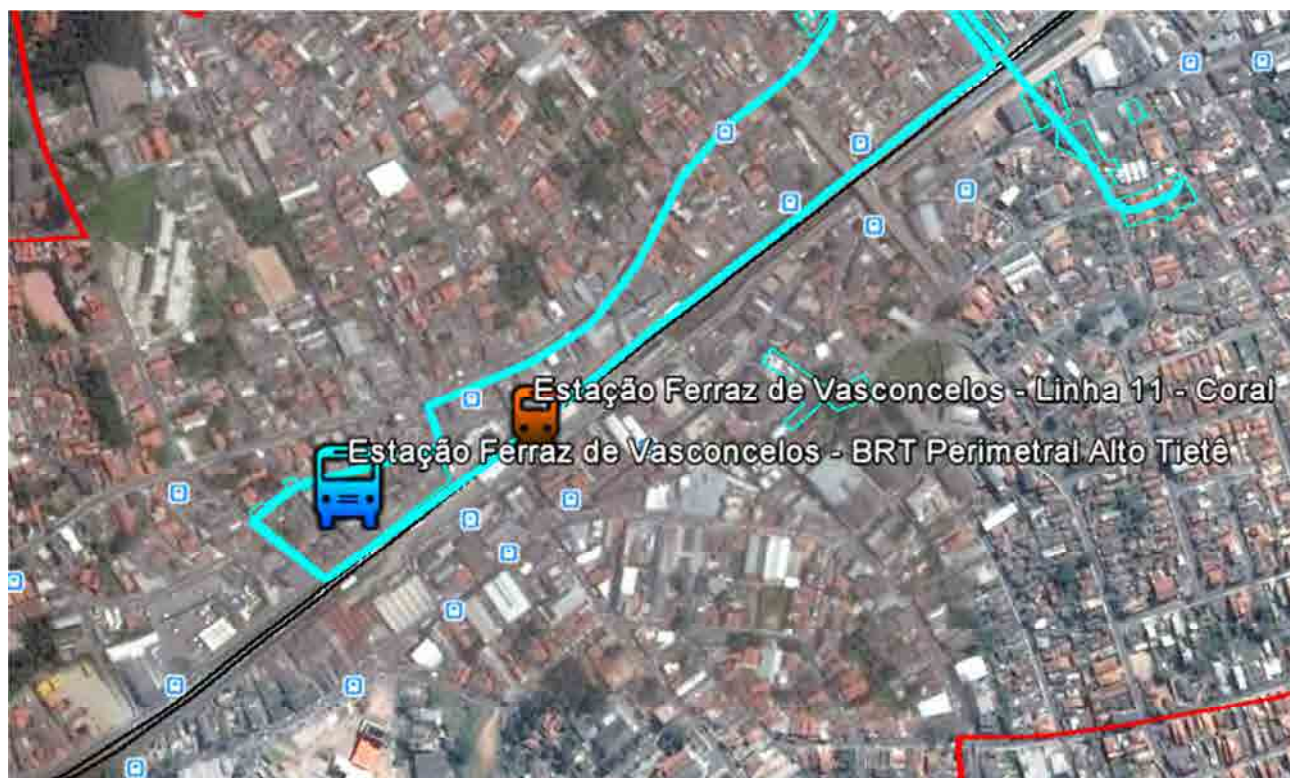 Estação Ferraz de Vasconcelos - Linha 11 - Coral
Estação Ferraz de Vasconcelos - BRT Perimetral Alto Tietê